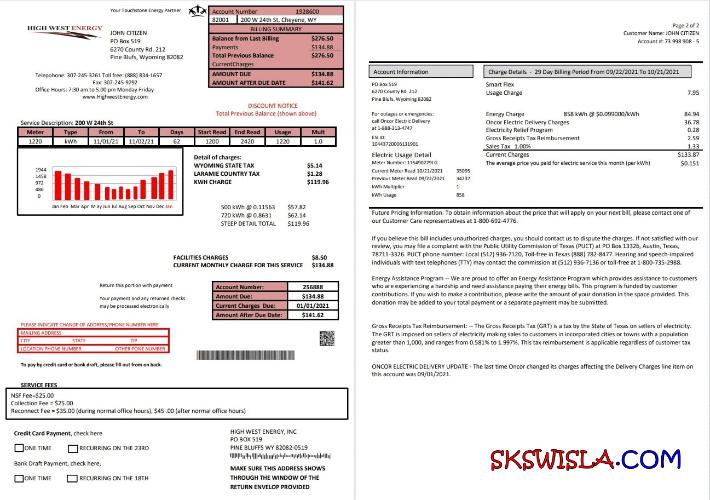 Your Touchstone Energy Partner
HIGH WEST ENERGY
JOHN CITIZEN
PO Box 519
6270 County Rd. 212
Pine Blufs, Wyoming 82082
Telephone: 307-245-3261 Toll free: (888) 834-1657
Fax: 307-245-9292
Office Hours: 7:30 am to 5:00 pm Monday-Friday
www.HighwestEnergy.com
Account Number 1928600
82001 200 W 24th St, Cheyene, WY
BILLING SUMMARY
Balance from Last Billing $276.50
Payments $134.88
Total Previous Balance $276.50
CurrentCharges
AMOUNT DUE $134.88
AMOUNT AFTER DUE DATE $141.62
DISCOUNT NOTICE
Total Previous Balance (shown above)
Service Description: 200 W 24th St
Meter Type From To Days Start Read End Read Usage Mult
1220 kWh 11/01/21 11/02/21 62 1200 2420 1220 1.0
1944
1458
972
486
0
Jan Feb Mar Apr May Jun Jul Aug Sep Oct Nov Dec Jan
Detail of charges:
WYOMING STATE TAX $5.14
LARAMIE COUNTRY TAX $1.28
KWH CHARGE $119.96
500 kWh @ 0.11563 $57.82
720 kWh @ 0.8631 $62.14
STEEP DETAIL TOTAL $119.96
FACILITIES CHARGES $8.50
CURRENT MONTHLY CHARGE FOR THIS SERVICE $134.88
Return this portion with payment
Your payment and any returned checks
may be processed electronically
Account Number: 256888
Amount Due: $134.88
Current Charges Due: 01/01/2021
Amount After Due Date: $141.62
PLEASE INDICATE CHANGE OF ADDRESS/PHONE NUMBER HERE
MAILING ADDRESS
CITY STATE ZIP
LOCATION PHONE NUMBER OTHER FONE NUMBER
To pay by credit card or bank draft, please fill out from on back.
SERVICE FEES
NSF Fee=$25.00
Collection Fee = $25.00
Reconnect Fee = $35.00 (during normal office hours), $45 .00 (after normal office hours)
Credit Card Payment, check here
ONE TIME RECURRING ON THE 23RD
Bank Draft Payment, check here,
ONE TIME RECURRING ON THE 18TH
HIGH WEST ENERGY, INC
PO BOX 519
PINE BLUFFS WY 82082-0519
MAKE SURE THIS ADDRESS SHOWS
THROUGH THE WINDOW OF THE
RETURN ENVELOP PROVIDED
Page 2 of 2
Customer Name: JOHN CITIZEN
Account #: 73 998 908 - 5
Account Information
PO Box 519
6270 County Rd. 212
Pine Blufs, Wyoming 82082
For outages or emergencies:
call Oncor Electric Delivery
at 1-888-313-4747
ESI ID:
10443720006131901
Electric Usage Detail
Meter Number: 115490259 G
Current Meter Read 10/21/2021 35095
Previous Meter Read 09/22/2021 34237
kWh Multiplier 1
kWh Usage 858
Charge Details - 29 Day Billing Period From 09/22/2021 To 10/21/2021
Smart Flex
Usage Charge 7.95
Energy Charge 858 kWh @ $0.099000/kWh 84.94
Oncor Electric Delivery Charges 36.78
Electricity Relief Program 0.28
Gross Receipts Tax Reimbursement 2.59
Sales Tax 1.00% 1.33
Current Charges $133.87
The average price you paid for electric service this month (per kWh) $0.151
Future Pricing Information: To obtain information about the price that will apply on your next bill, please contact one of
our Customer Care representatives at 1-800-692-4776.
If you believe this bill includes unauthorized charges, you should contact us to dispute the charges. If not satisfied with our
review, you may file a complaint with the Public Utility Commission of Texas (PUCT) at PO Box 13326, Austin, Texas,
78711-3326. PUCT phone number: Local (512) 936-7120, Toll-free in Texas (888) 782-8477. Hearing and speech-impaired
individuals with text telephones (TTY) may contact the commission at (512) 936-7136 or toll-free at 1-800-735-2988.
Energy Assistance Program -- We are proud to offer an Energy Assistance Program which provides assistance to customers
who are experiencing a hardship and need assistance paying their energy bills. This program is funded by customer
contributions. If you wish to make a contribution, please write the amount of your donation in the space provided. This
donation may be added to your total payment or a separate payment may be submitted.
Gross Receipts Tax Reimbursement: -- The Gross Receipts Tax (GRT) is a tax by the State of Texas on sellers of electricity.
The GRT is imposed on sellers of electricity making sales to customers in incorporated cities or towns with a population
greater than 1,000, and ranges from 0.581% to 1.997%. This tax reimbursement is applicable regardless of customer tax
status.
ONCOR ELECTRIC DELIVERY UPDATE - The last time Oncor changed its charges affecting the Delivery Charges line item on
this account was 09/01/2021.
SKSWISLA.COM